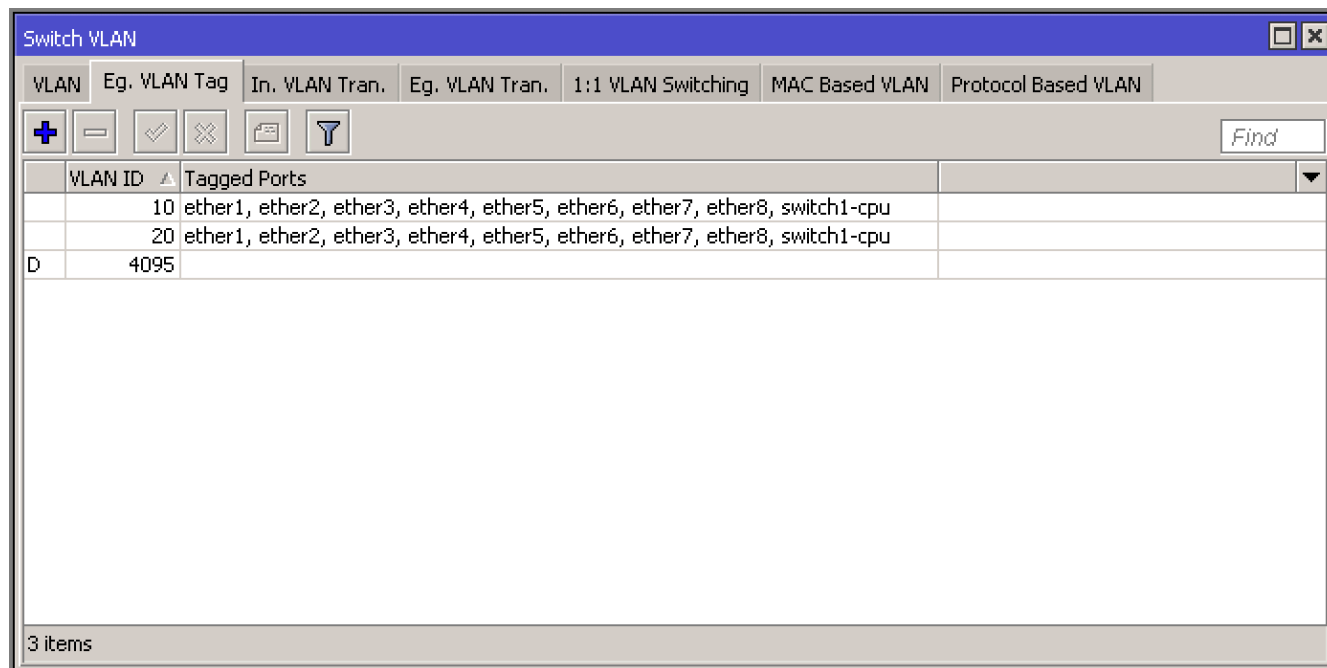 Switch VLAN
VLAN Eg. VLAN Tag In. VLAN Tran. Eg. VLAN Tran. 1:1 VLAN Switching MAC Based VLAN Protocol Based VLAN
Find
VLAN ID Tagged Ports
10 ether1, ether2, ether3, ether4, ether5, ether6, ether7, ether8, switch1-cpu
20 ether1, ether2, ether3, ether4, ether5, ether6, ether7, ether8, switch1-cpu
D 4095
3 items